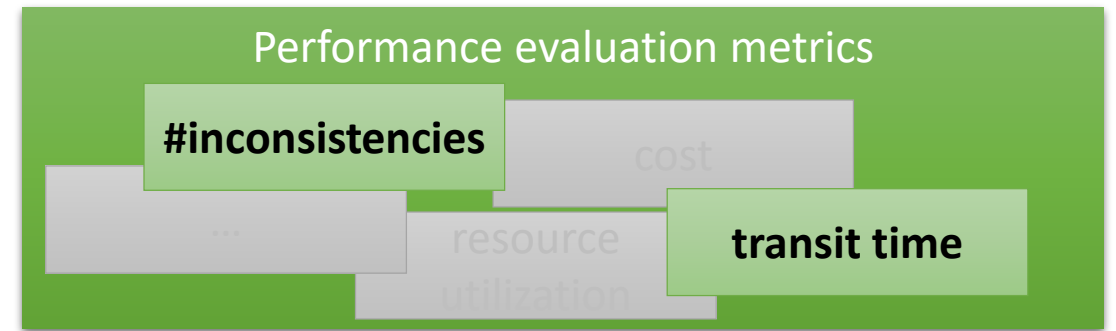 Performance evaluation metrics
#inconsistencies
cost
...
resource
utilization
transit time